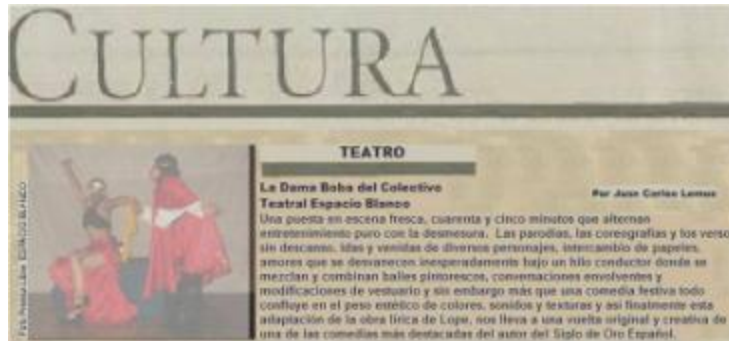 CULTURA
TEATRO
La Dama Boba del Colectivo
Teatral Espacio Blanco
Por Juan Carlos Lemus
Una puesta en escena fresca, cuarenta y cinco minutos que alternan
entretenimiento puro con la desmesura. Las parodias, las coreografías y los verso
sin descanso, idas y venidas de diversos personajes, intercambio de papeles,
amores que se desvanecen inesperadamente bajo un hilo conductor donde se
mezclan y combinan bailes pintorescos, conversaciones envolventes y
modificaciones de vestuario y sin embargo más que una comedia festiva todo
confluye en el peso estético de colores, sonidos y texturas y así finalmente esta
adaptación de la obra lírica de Lope, nos lleva a una vuelta original y creativa de
una de las comedias más destacadas del autor del Siglo de Oro Español.
Prensa Libre: ESPACIO BLANCO